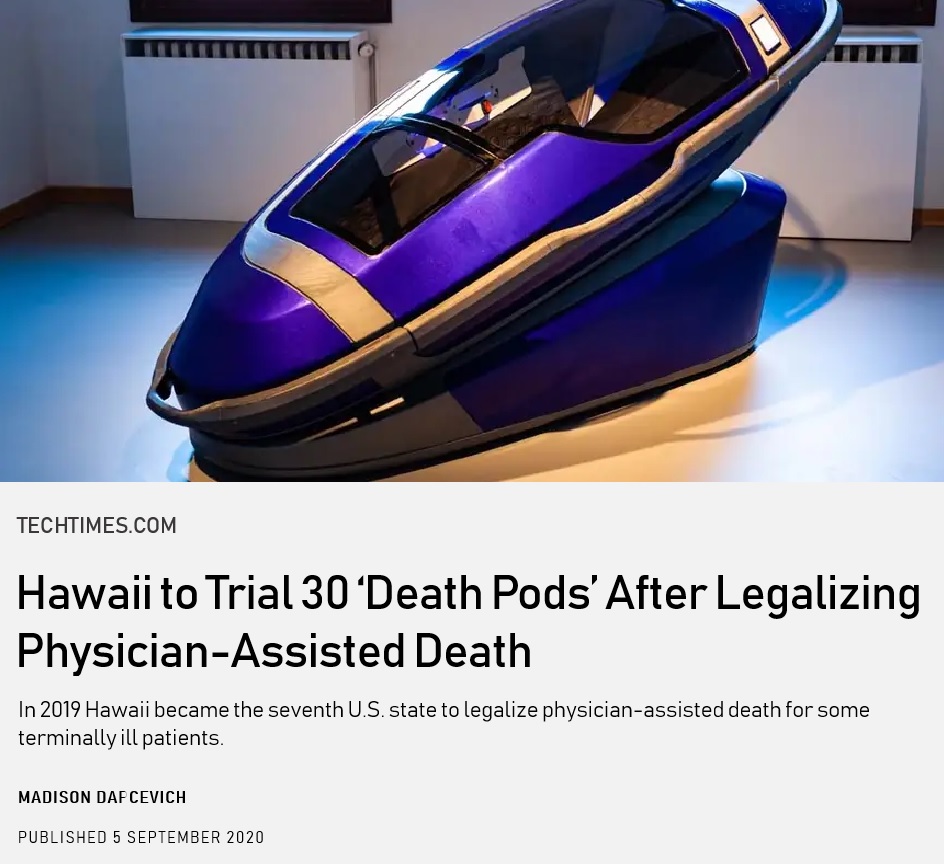 TECHTIMES.COM
Hawaii to Trial 30 ‘Death Pods’ After Legalizing
Physician-Assisted Death
In 2019 Hawaii became the seventh U.S. state to legalize physician-assisted death for some
terminally ill patients.
MADISON DAPCEVICH
PUBLISHED 5 SEPTEMBER 2020